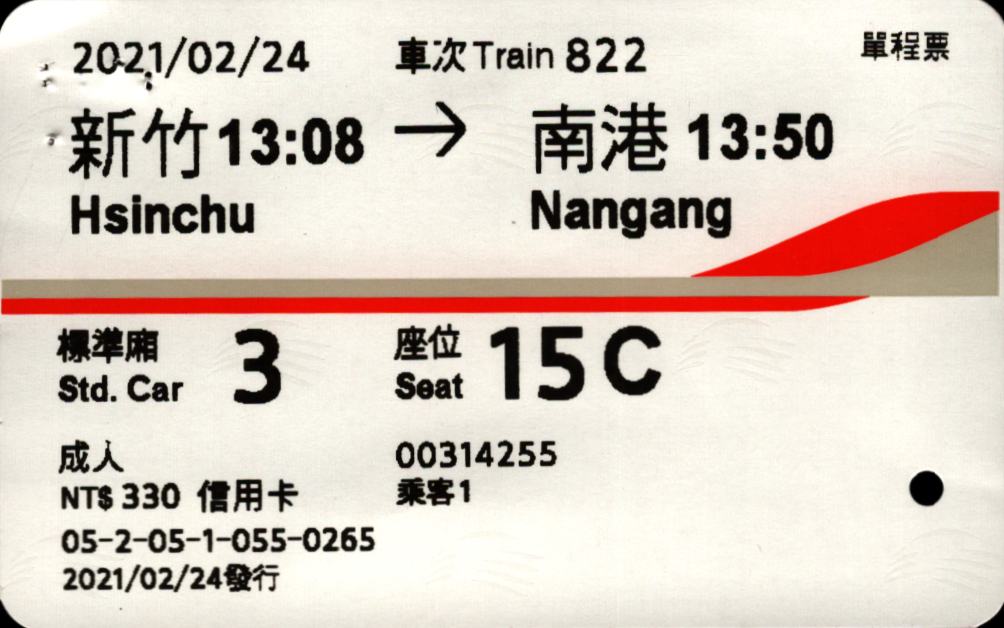 2021/02/24 車次 Train 822 單程票
新竹 13:08 → 南港 13:50
Hsinchu Nangang
標準廂 3 座位 15C
Std. Car Seat
成人 00314255
NT$ 330 信用卡 乘客1
05-2-05-1-055-0265
2021/02/24發行